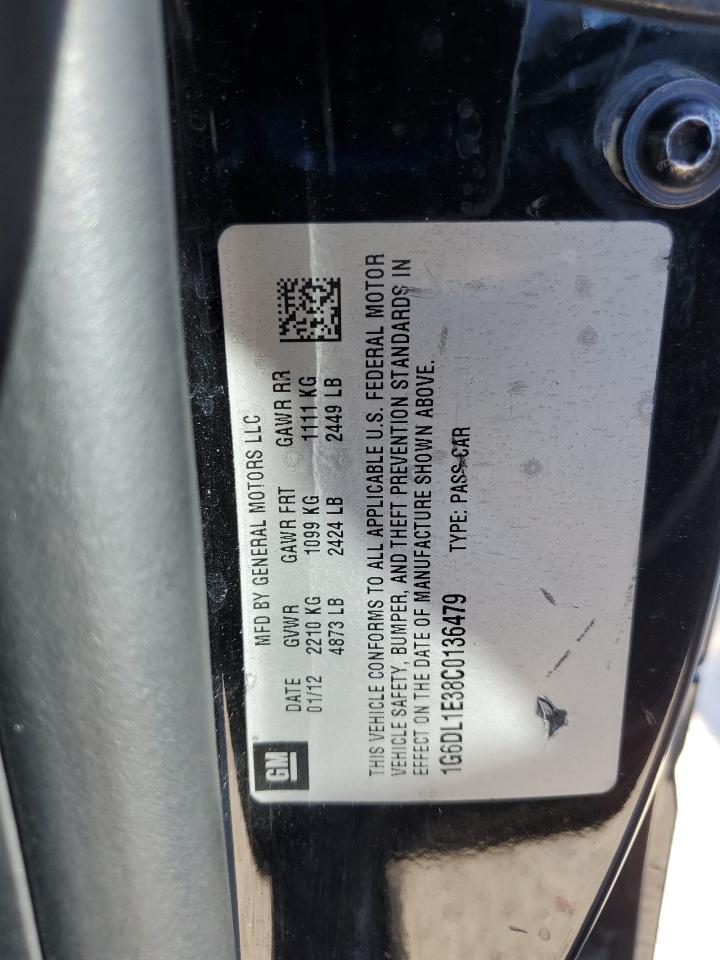 GM
MFD BY GENERAL MOTORS LLC
DATE GVWR GAWR FRT GAWR RR
01/12 2210 KG 1099 KG 1111 KG
4873 LB 2424 LB 2449 LB
THIS VEHICLE CONFORMS TO ALL APPLICABLE U.S. FEDERAL MOTOR
VEHICLE SAFETY, BUMPER, AND THEFT PREVENTION STANDARDS IN
EFFECT ON THE DATE OF MANUFACTURE SHOWN ABOVE.
1G6DL1E38C0136479 TYPE: PASS CAR